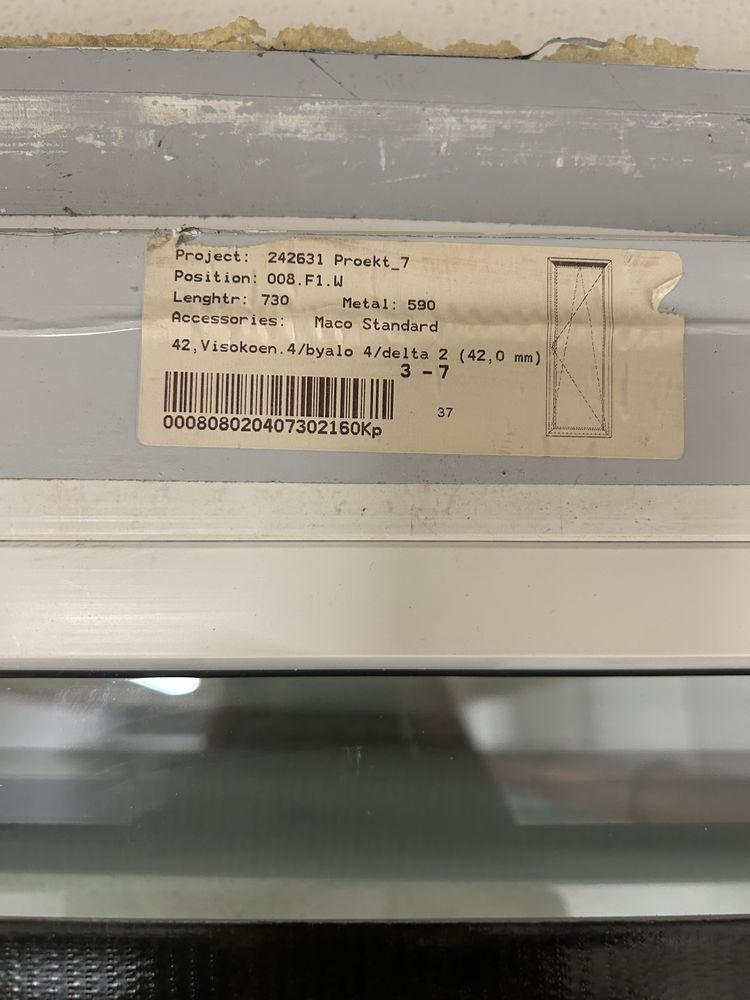 Project: 242631 Proekt_7
Position: 008.F1.W
Lenghtr: 730 Metal: 590
Accessories: Maco Standard
42,Visokoen.4/byalo 4/delta 2 (42,0 mm)
3 - 7
37
000808020407302160Kp